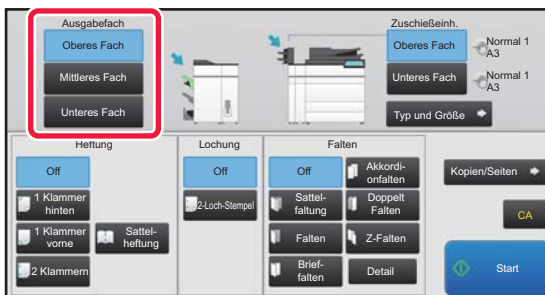 Ausgabefach
Oberes Fach
Mittleres Fach
Unteres Fach
Zuschießeinh.
Oberes Fach
Normal 1
A3
Unteres Fach
Normal 1
A3
Typ und Größe
Heftung
Off
1 Klammer
hinten
1 Klammer
vorne
Sattel-
heftung
2 Klammern
Lochung
Off
2-Loch-Stempel
Falten
Off
Akkordi-
onfalten
Sattel-
faltung
Doppelt
Falten
Falten
Z-Falten
Brief-
falten
Detail
Kopien/Seiten
CA
Start